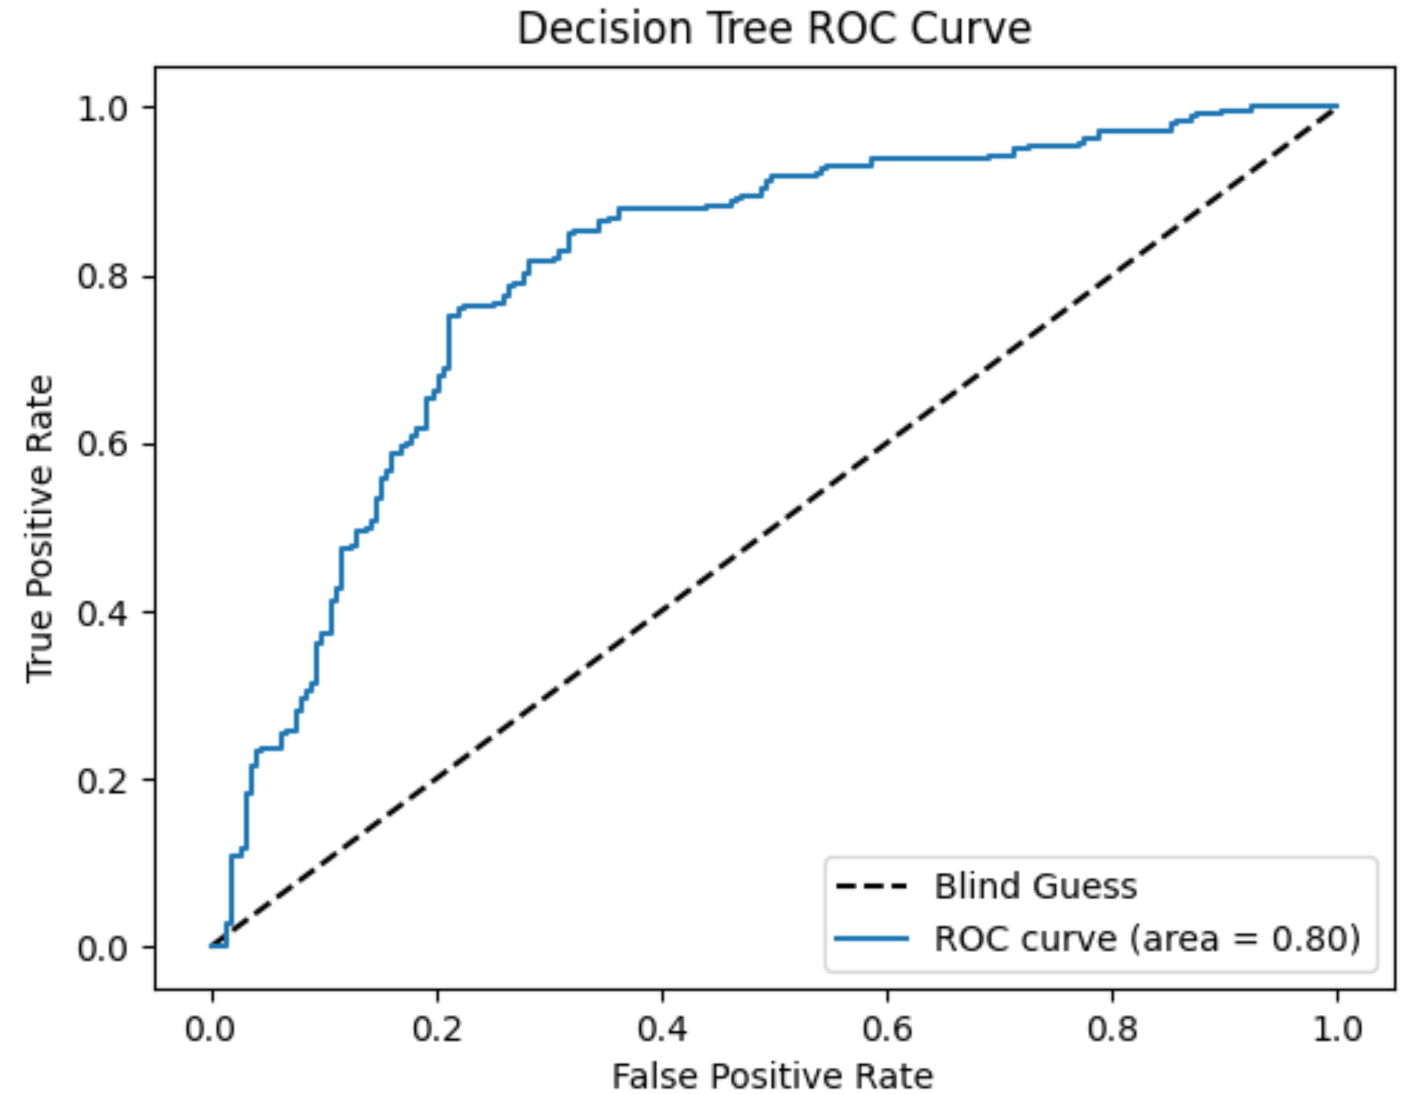 Decision Tree ROC Curve
1.0
0.8
0.6
0.4
0.2
0.0
True Positive Rate
0.0 0.2 0.4 0.6 0.8 1.0
False Positive Rate
Blind Guess
ROC curve (area = 0.80)